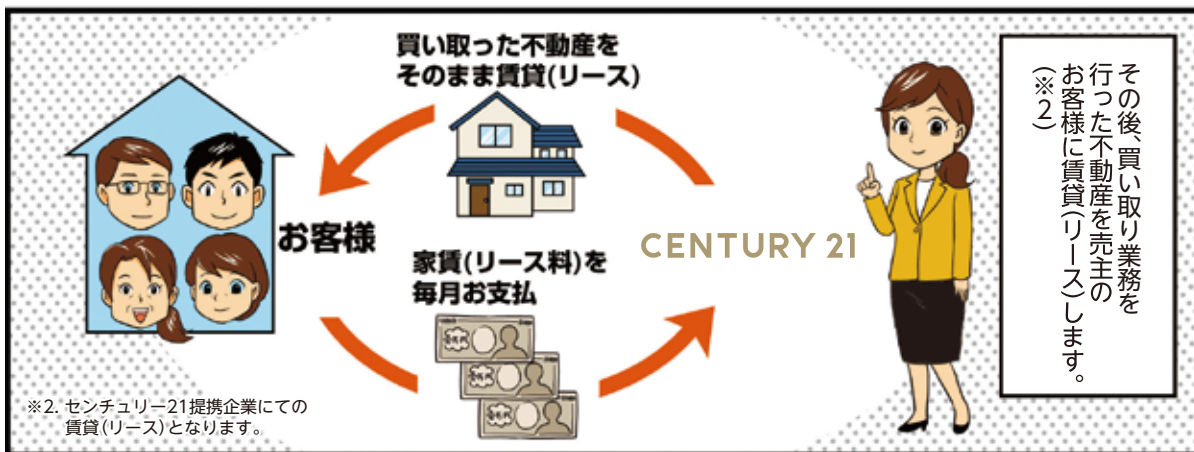 その後、買い取り業務を
行った不動産を売主の
お客様に賃貸(リース)します。
(※2)
買い取った不動産を
そのまま賃貸(リース)
お客様
CENTURY 21
家賃(リース料)を
毎月お支払
※2. センチュリー21提携企業にての
賃貸(リース)となります。